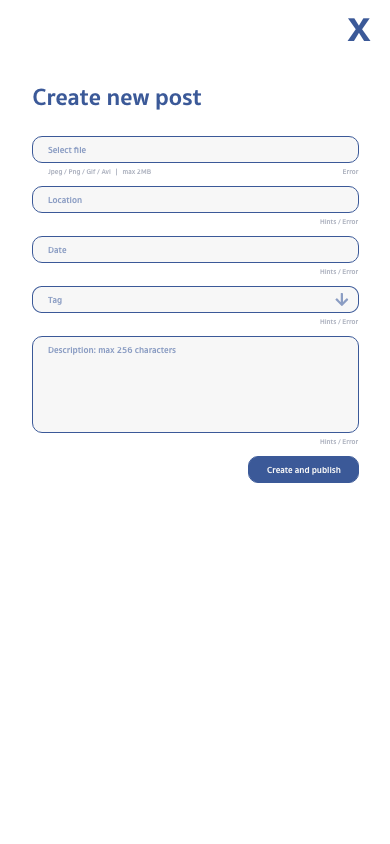 X
Create new post
Select file
Jpeg / Png / Gif / Avi | max 2MB Error
Location
Hints / Error
Date
Hints / Error
Tag
Hints / Error
Description: max 256 characters
Hints / Error
Create and publish